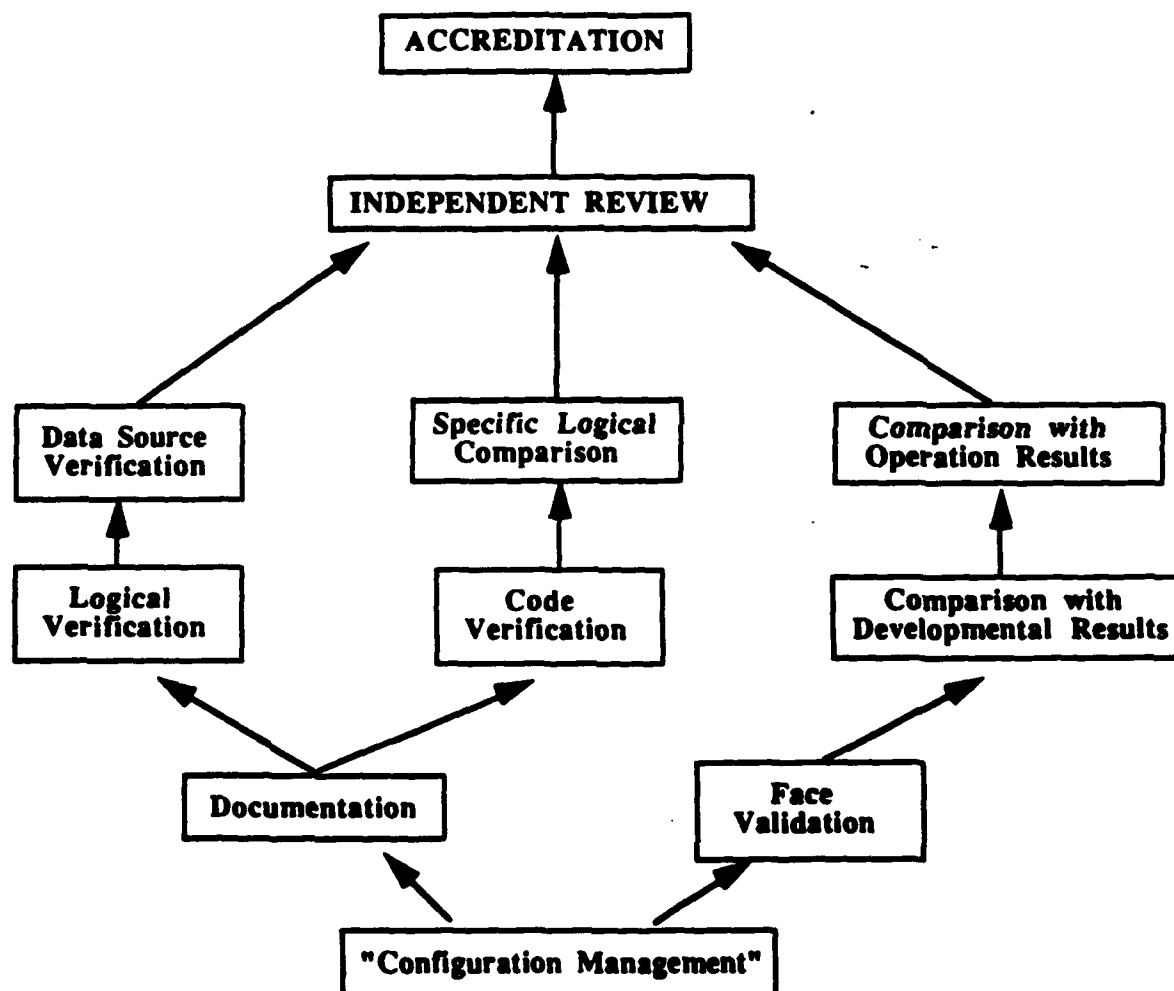 ACCREDITATION
INDEPENDENT REVIEW
Data Source
Verification
Specific Logical
Comparison
Comparison with
Operation Results
Logical
Verification
Code
Verification
Comparison with
Developmental Results
Documentation
Face
Validation
"Configuration Management"